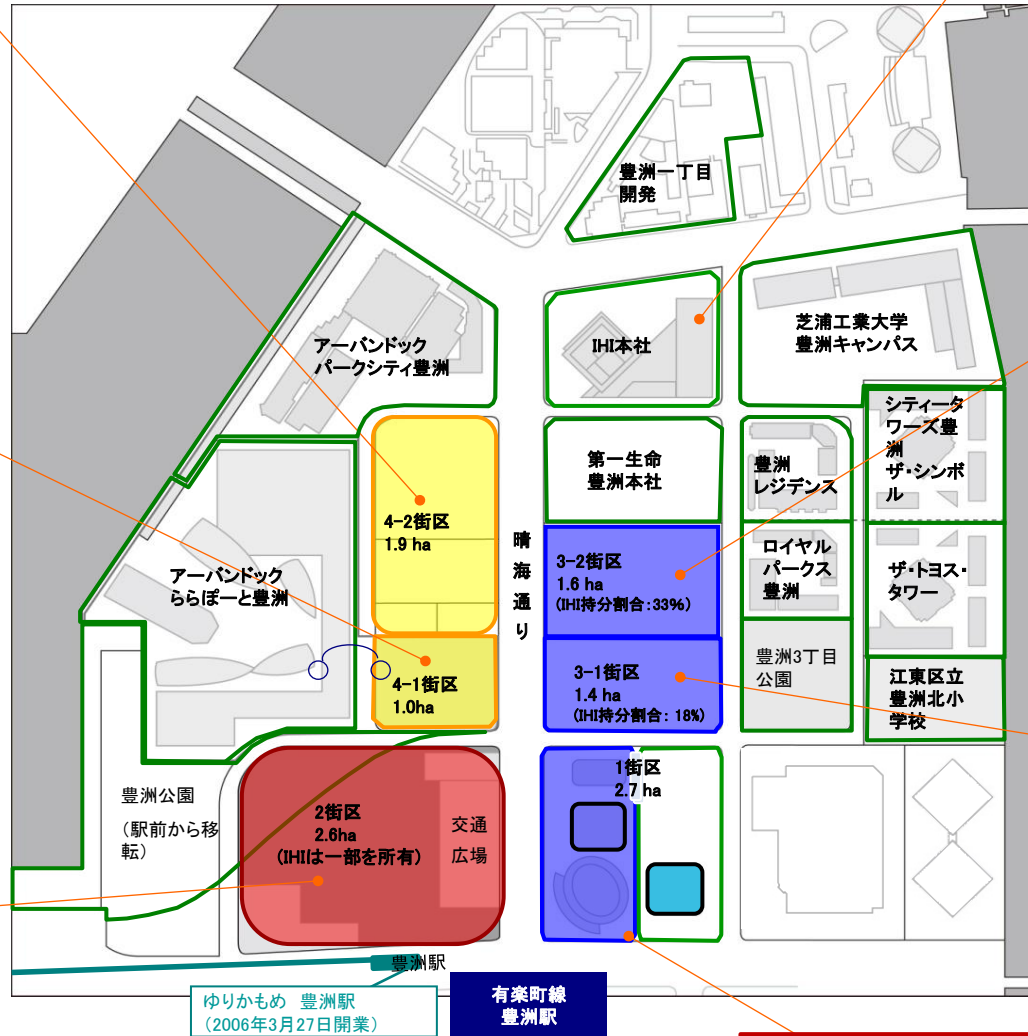 豊洲一丁目
開発
アーバンドック
パークシティ豊洲
IHI本社
芝浦工業大学
豊洲キャンパス
シティータ
ワーズ豊
洲
ザ・シンボ
ル
第一生命
豊洲本社
豊洲
レジデンス
4-2街区
1.9 ha
晴海通り
3-2街区
1.6 ha
(IHI持分割合:33%)
ロイヤル
パークス
豊洲
ザ・トヨス・
タワー
アーバンドック
ららぽーと豊洲
4-1街区
1.0ha
3-1街区
1.4 ha
(IHI持分割合: 18%)
豊洲3丁目
公園
江東区立
豊洲北小
学校
豊洲公園
(駅前から移
転)
2街区
2.6ha
(IHIは一部を所有)
交通
広場
1街区
2.7 ha
豊洲駅
ゆりかもめ 豊洲駅
(2006年3月27日開業)
有楽町線
豊洲駅